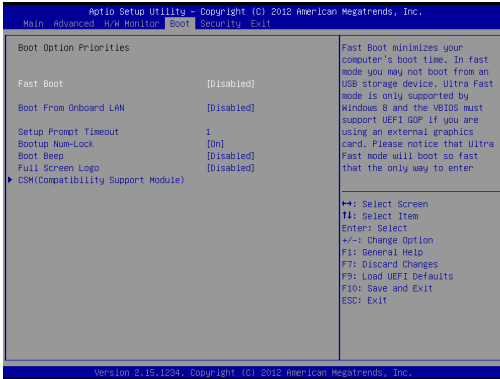 Aptio Setup Utility – Copyright (C) 2012 American Megatrends, Inc.
Main Advanced H/W Monitor Boot Security Exit
Boot Option Priorities
Fast Boot [Disabled]
Boot From Onboard LAN [Disabled]
Setup Prompt Timeout 1
Bootup Num-Lock [On]
Boot Beep [Disabled]
Full Screen Logo [Disabled]
CSM(Compatibility Support Module)
Fast Boot minimizes your
computer's boot time. In fast
mode you may not boot from an
USB storage device. Ultra Fast
mode is only supported by
Windows 8 and the VBIOS must
support UEFI GOP if you are
using an external graphics
card. Please notice that Ultra
Fast mode will boot so fast
that the only way to enter
↔: Select Screen
↑↓: Select Item
Enter: Select
+/-: Change Option
F1: General Help
F7: Discard Changes
F9: Load UEFI Defaults
F10: Save and Exit
ESC: Exit
Version 2.15.1234. Copyright (C) 2012 American Megatrends, Inc.